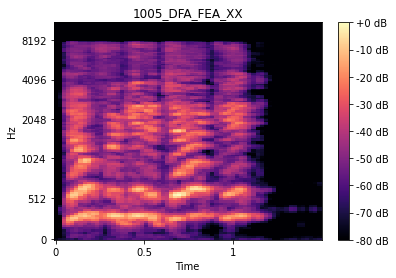 1005_DFA_FEA_XX
8192
4096
2048
1024
512
0
Hz
0
0.5
1
Time
+0 dB
-10 dB
-20 dB
-30 dB
-40 dB
-50 dB
-60 dB
-70 dB
-80 dB